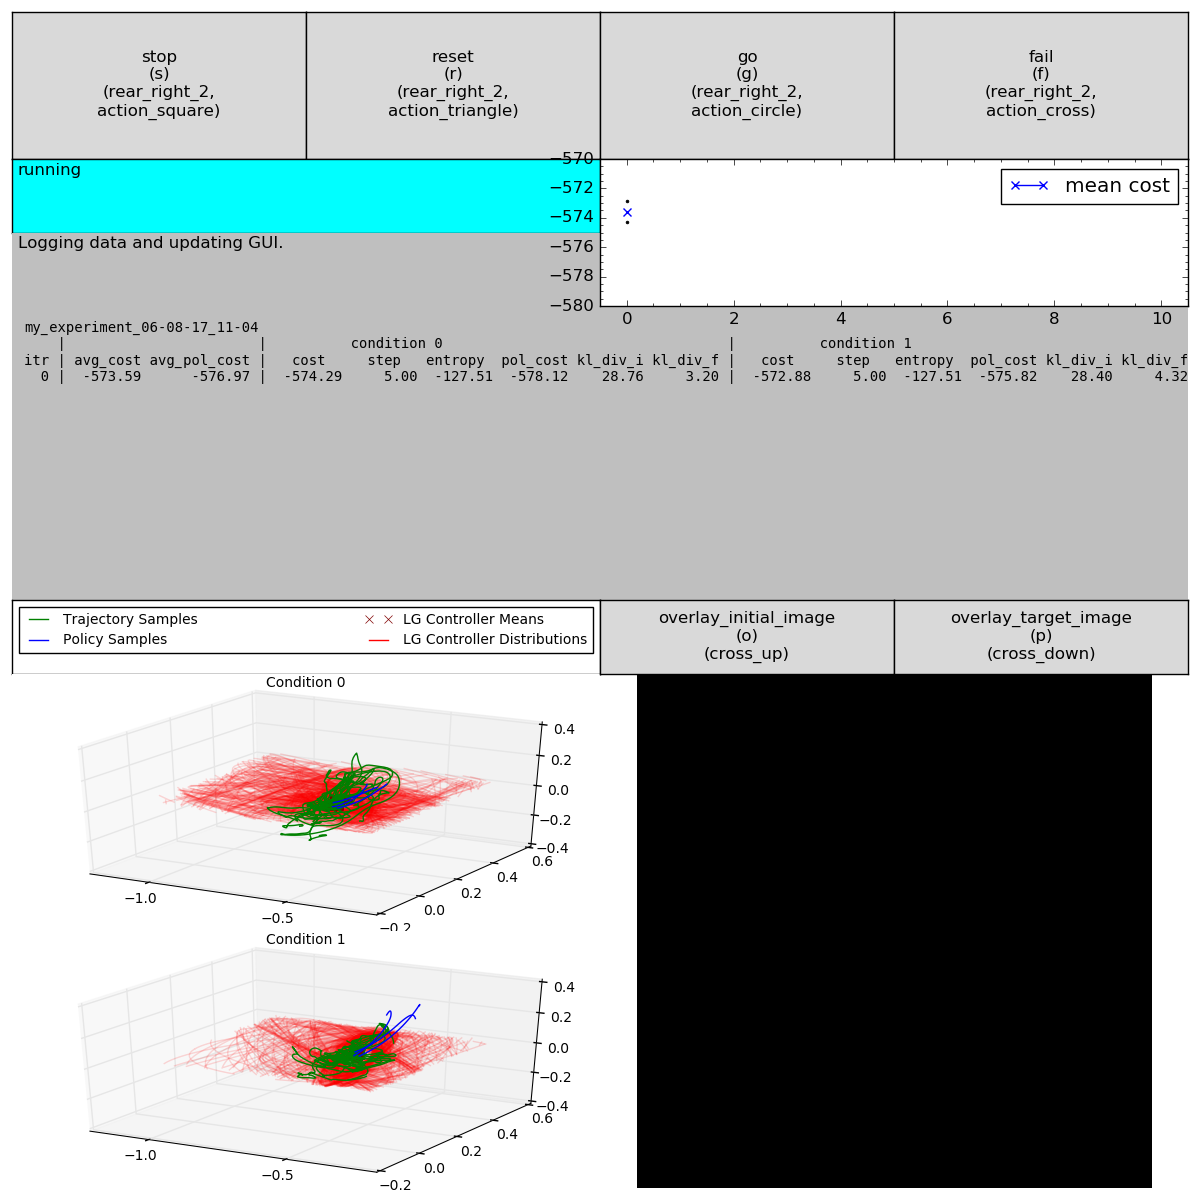 stop
(s)
(rear_right_2,
action_square)
reset
(r)
(rear_right_2,
action_triangle)
go
(g)
(rear_right_2,
action_circle)
fail
(f)
(rear_right_2,
action_cross)
running
−570
−572
−574
−576
−578
−580
mean cost
0 2 4 6 8 10
Logging data and updating GUI.
my_experiment_06-08-17_11-04
| | condition 0 | condition 1
itr | avg_cost avg_pol_cost | cost step entropy pol_cost kl_div_i kl_div_f | cost step entropy pol_cost kl_div_i kl_div_f
0 | -573.59 -576.97 | -574.29 5.00 -127.51 -578.12 28.76 3.20 | -572.88 5.00 -127.51 -575.82 28.40 4.32
Trajectory Samples
Policy Samples
LG Controller Means
LG Controller Distributions
overlay_initial_image
(o)
(cross_up)
overlay_target_image
(p)
(cross_down)
Condition 0
0.4
0.2
0.0
−0.2
−0.4
0.6
0.4
0.2
0.0
−0.2
−1.0
−0.5
Condition 1
0.4
0.2
0.0
−0.2
−0.4
0.6
0.4
0.2
0.0
−0.2
−1.0
−0.5